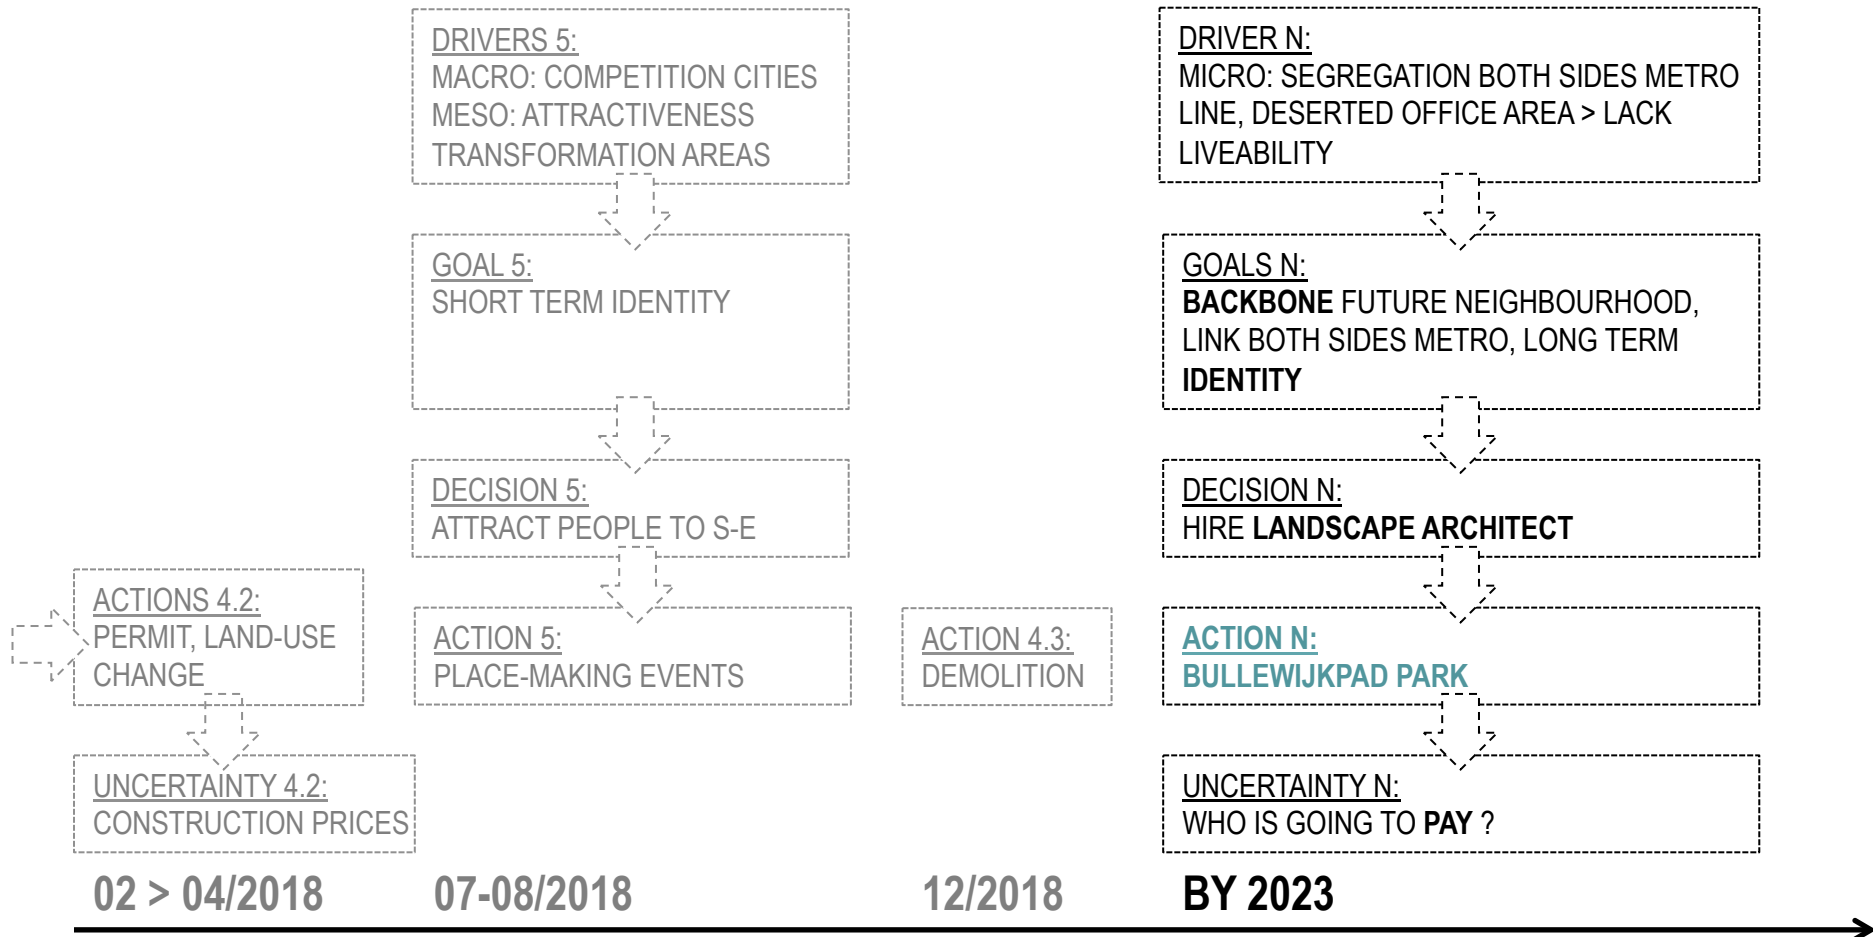 DRIVERS 5:
MACRO: COMPETITION CITIES
MESO: ATTRACTIVENESS
TRANSFORMATION AREAS
GOAL 5:
SHORT TERM IDENTITY
DECISION 5:
ATTRACT PEOPLE TO S-E
ACTIONS 4.2:
PERMIT, LAND-USE
CHANGE
ACTION 5:
PLACE-MAKING EVENTS
ACTION 4.3:
DEMOLITION
UNCERTAINTY 4.2:
CONSTRUCTION PRICES
DRIVER N:
MICRO: SEGREGATION BOTH SIDES METRO
LINE, DESERTED OFFICE AREA > LACK
LIVEABILITY
GOALS N:
BACKBONE FUTURE NEIGHBOURHOOD,
LINK BOTH SIDES METRO, LONG TERM
IDENTITY
DECISION N:
HIRE LANDSCAPE ARCHITECT
ACTION N:
BULLEWIJKPAD PARK
UNCERTAINTY N:
WHO IS GOING TO PAY ?
02 > 04/2018
07-08/2018
12/2018
BY 2023